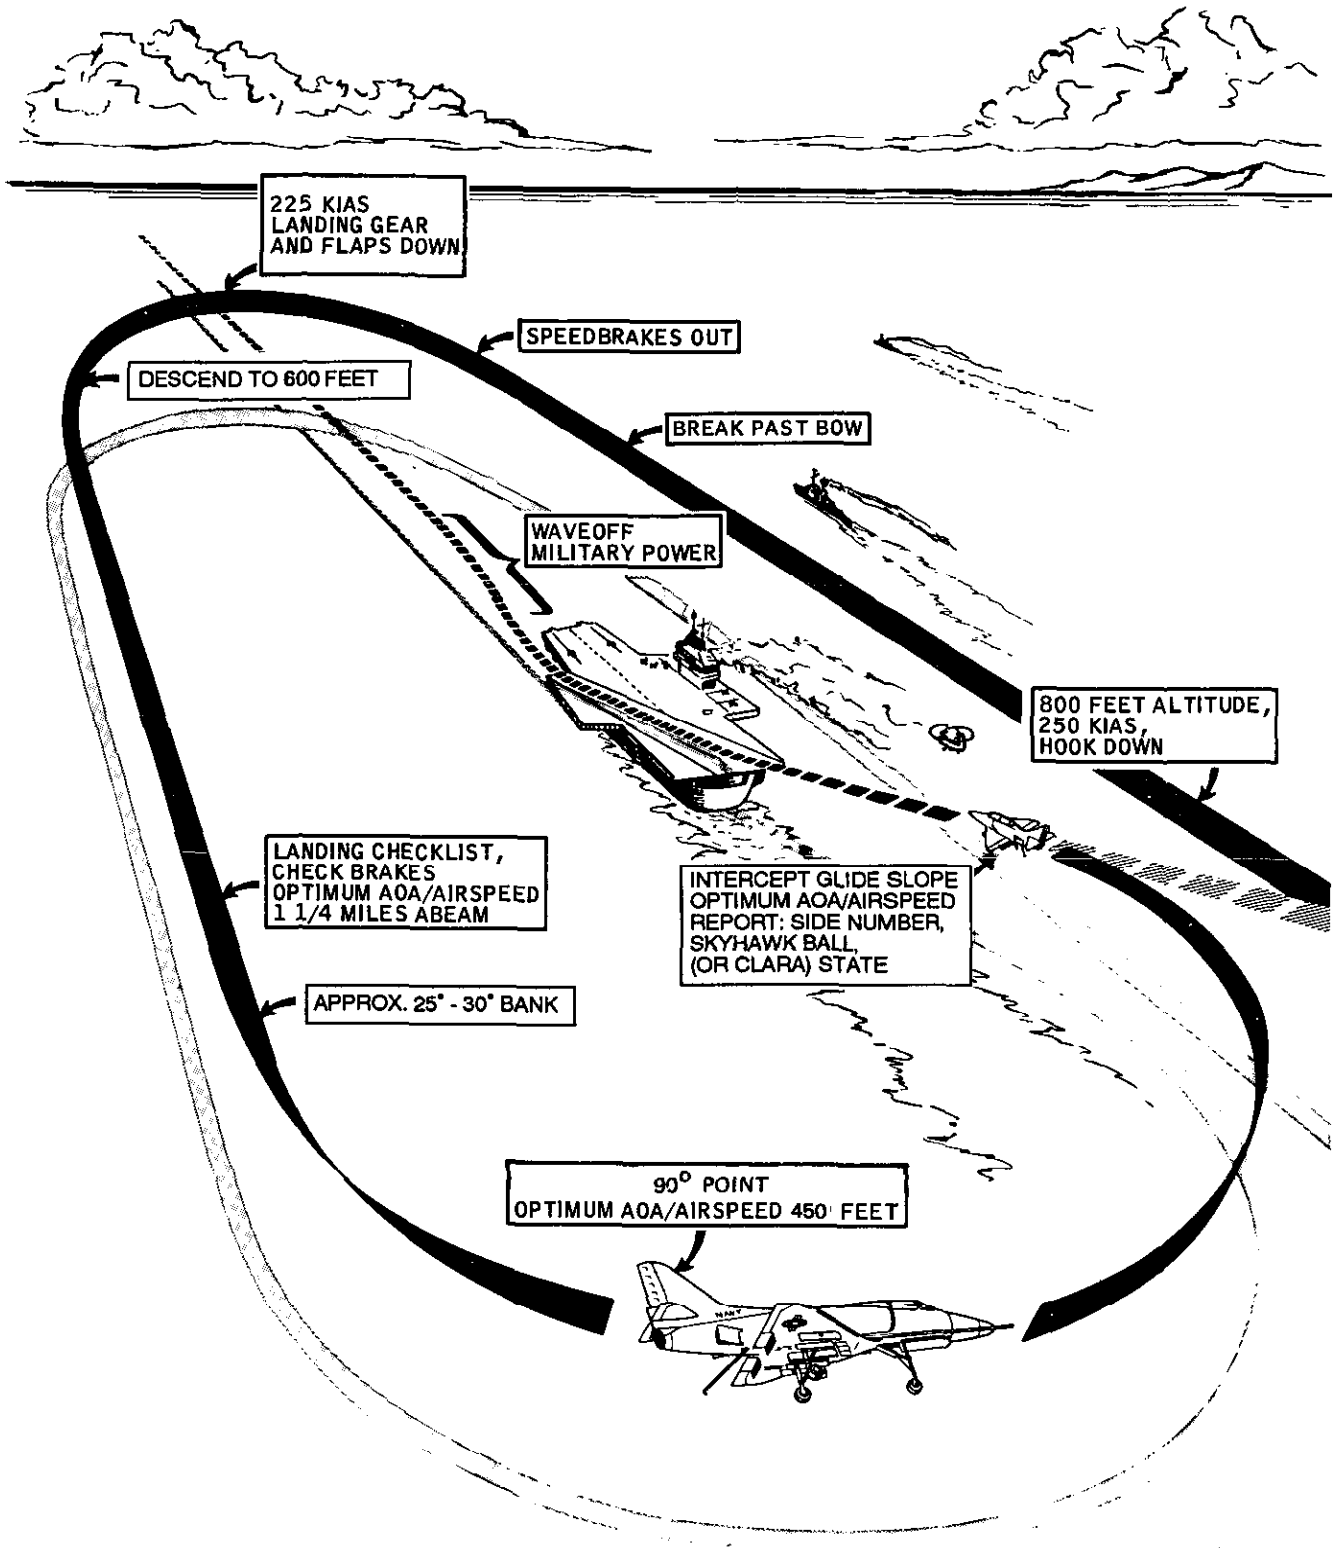 225 KIAS
LANDING GEAR
AND FLAPS DOWN
SPEEDBRAKES OUT
DESCEND TO 600 FEET
BREAK PAST BOW
WAVEOFF
MILITARY POWER
800 FEET ALTITUDE,
250 KIAS,
HOOK DOWN
LANDING CHECKLIST,
CHECK BRAKES
OPTIMUM AOA/AIRSPEED
1 1/4 MILES ABEAM
INTERCEPT GLIDE SLOPE
OPTIMUM AOA/AIRSPEED
REPORT: SIDE NUMBER,
SKYHAWK BALL,
(OR CLARA) STATE
APPROX. 25° - 30° BANK
90° POINT
OPTIMUM AOA/AIRSPEED 450 FEET
NAVY